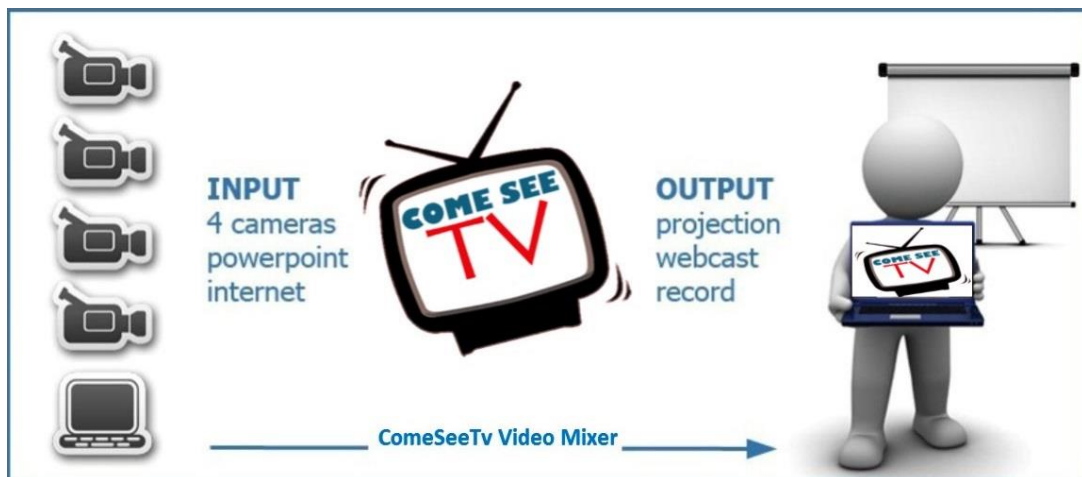 INPUT
4 cameras
powerpoint
internet
COME SEE
TV
OUTPUT
projection
webcast
record
COME SEE
TV
ComeSeeTv Video Mixer